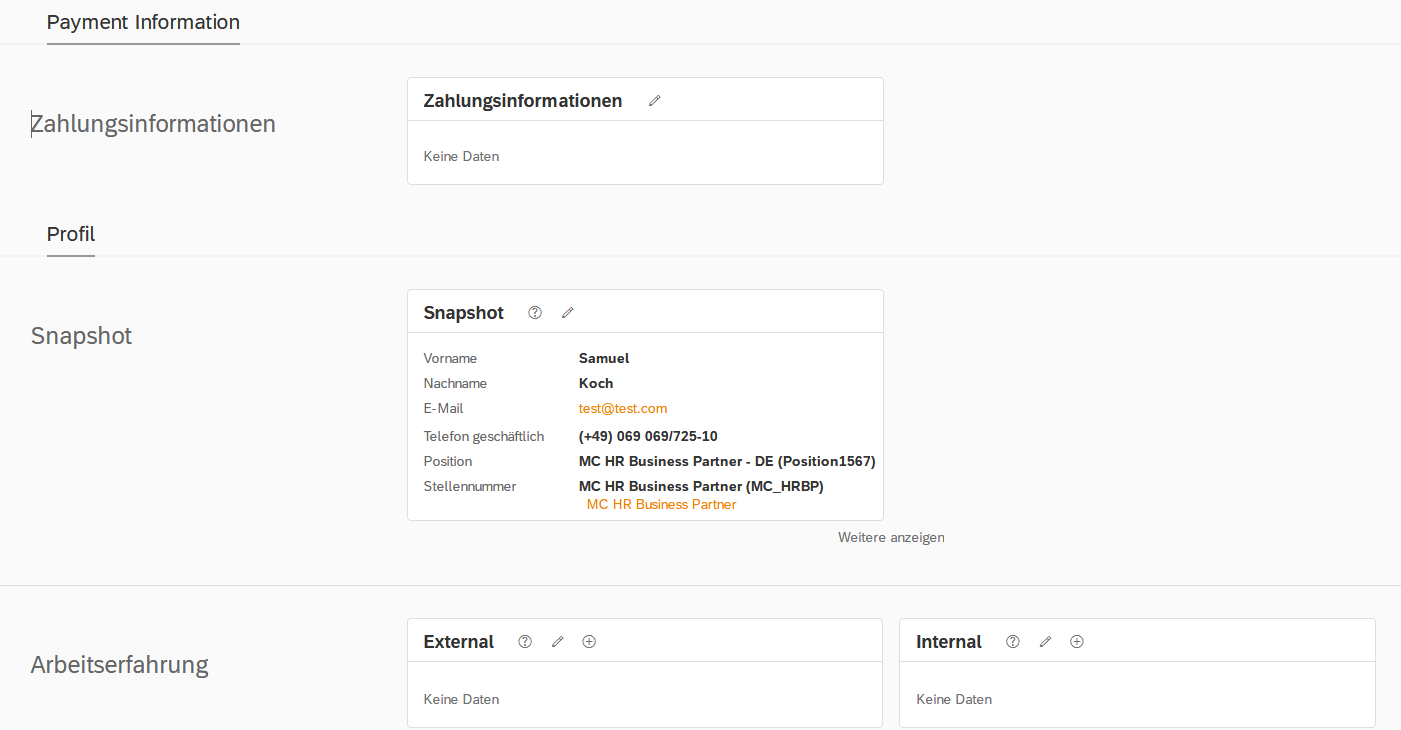 Payment Information
Zahlungsinformationen
Zahlungsinformationen
Keine Daten
Profil
Snapshot
Snapshot
Vorname Samuel
Nachname Koch
E-Mail test@test.com
Telefon geschäftlich (+49) 069 069/725-10
Position MC HR Business Partner - DE (Position1567)
Stellennummer MC HR Business Partner (MC_HRBP)
MC HR Business Partner
Weitere anzeigen
Arbeitserfahrung
External
Keine Daten
Internal
Keine Daten